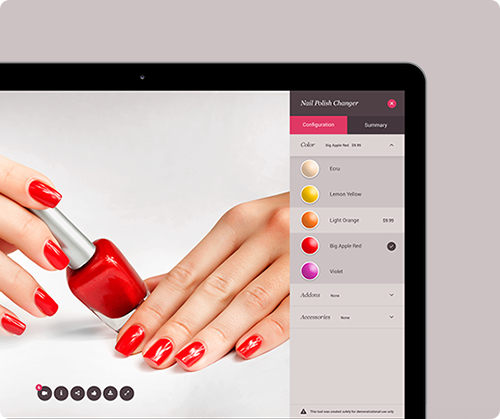 Nail Polish Changer
Configuration Summary
Color Big Apple Red $9.99
Ecru
Lemon Yellow
Light Orange $9.99
Big Apple Red
Violet
Addons None
Accessories None
This tool was created solely for demonstrational use only